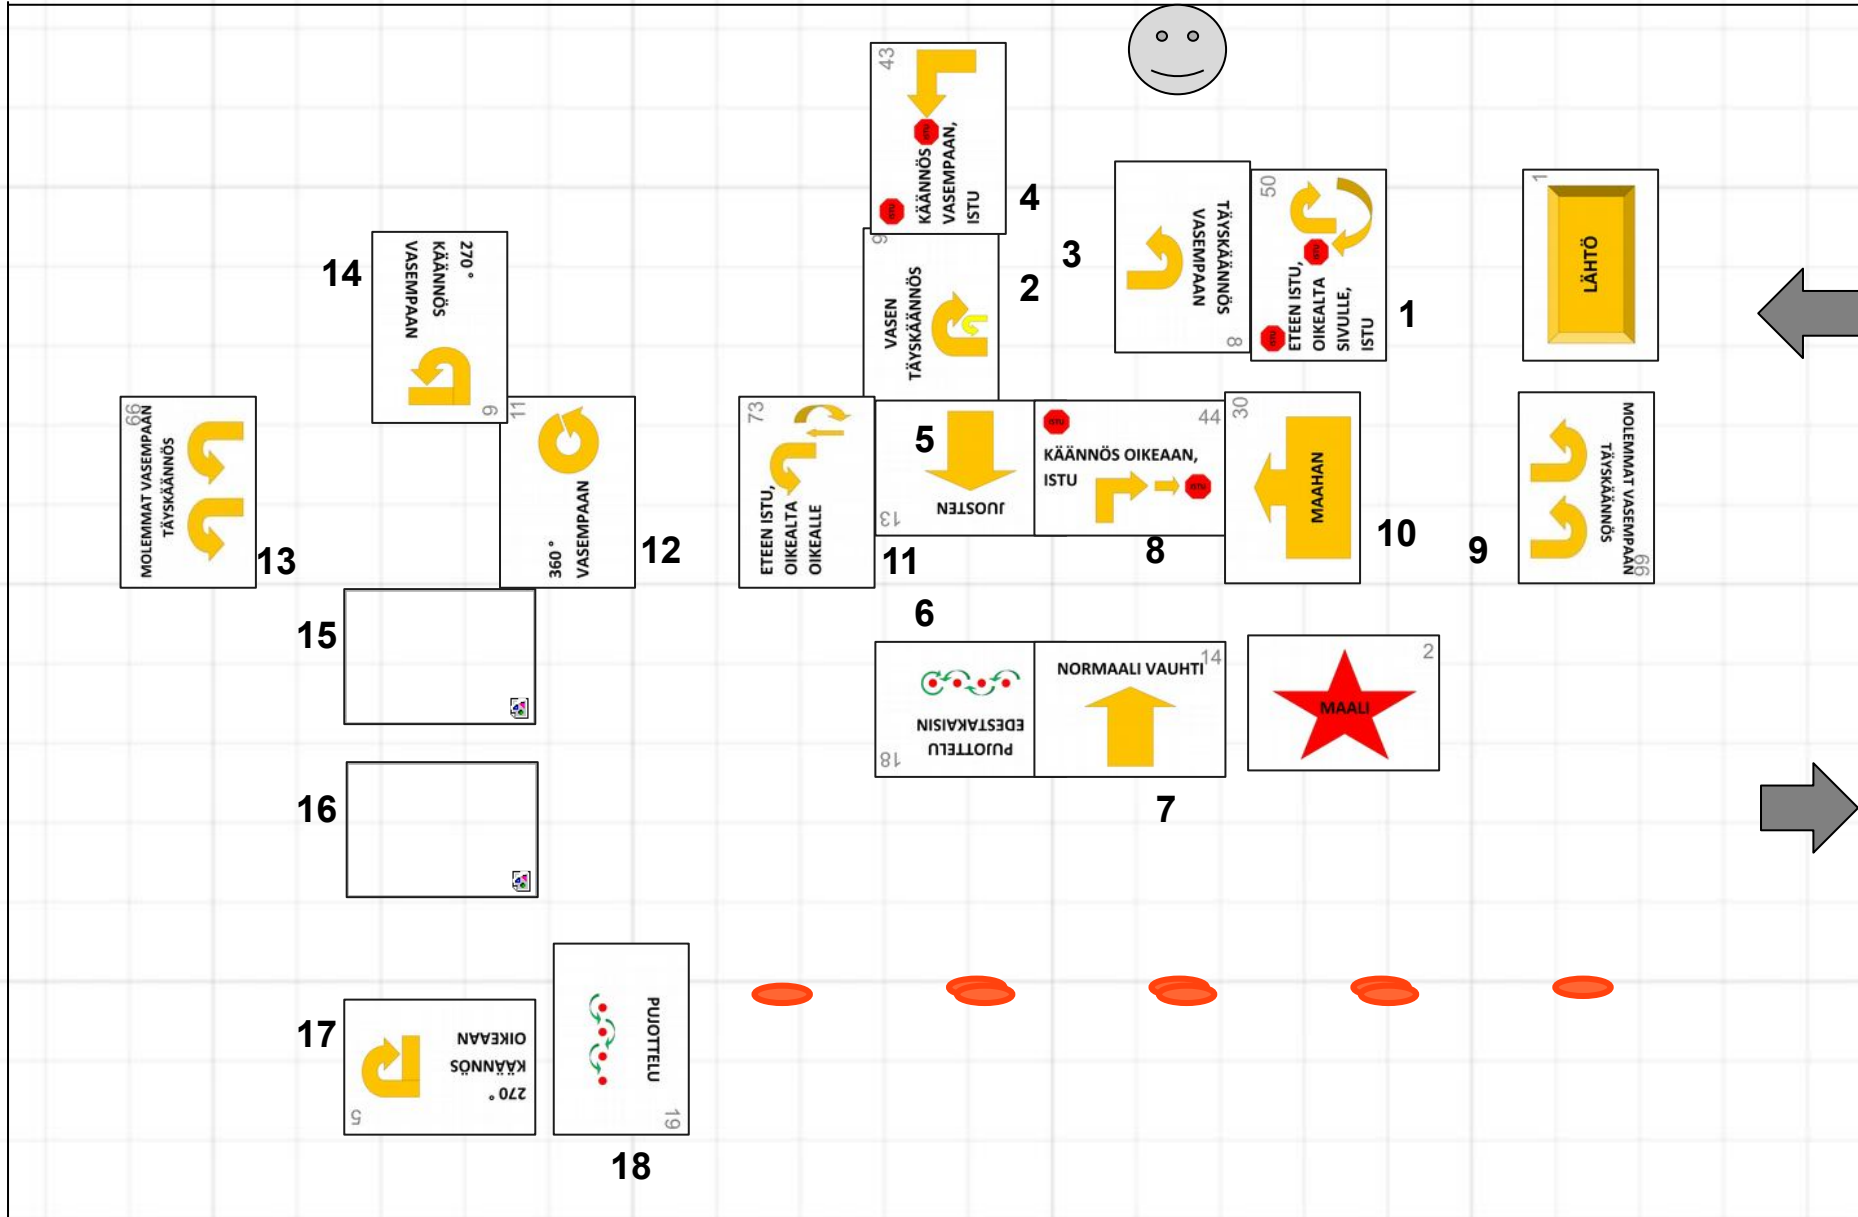 43
KÄÄNNÖS
VASEMPAAN,
ISTU
4
50
ETEEN ISTU,
OIKEALTA
SIVULLE,
ISTU
1
1
LÄHTÖ
TÄYSKÄÄNNÖS
VASEMPAAN
8
3
VASEN
TÄYSKÄÄNNÖS
2
14
270°
KÄÄNNÖS
VASEMPAAN
9
66
MOLEMMAT VASEMPAAN
TÄYSKÄÄNNÖS
13
11
360°
VASEMPAAN
12
73
ETEEN ISTU,
OIKEALTA
OIKEALLE
11
5
JUOSTEN
13
44
KÄÄNNÖS OIKEAAN,
ISTU
8
30
MAAHAN
10
MOLEMMAT VASEMPAAN
TÄYSKÄÄNNÖS
66
9
15
6
PUJOTTELU
EDESTAKAISIN
18
NORMAALI VAUHTI
14
7
2
MAALI
16
17
270°
KÄÄNNÖS
OIKEAAN
5
PUJOTTELU
19
18